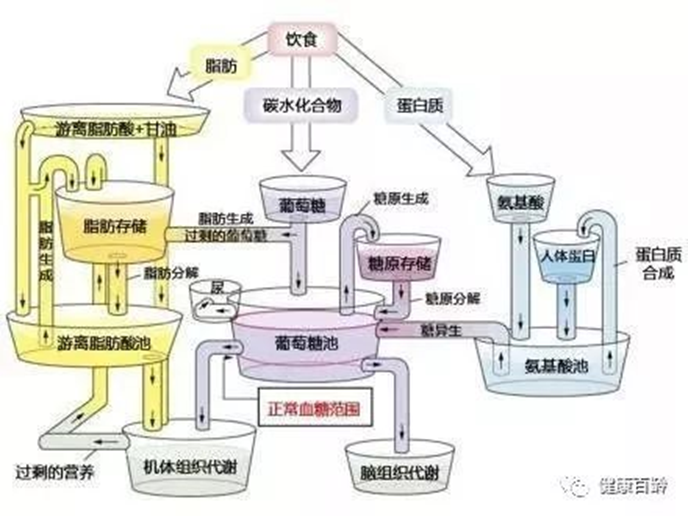 饮食
脂肪
碳水化合物
蛋白质
游离脂肪酸+甘油
脂肪存储
脂肪生成
脂肪分解
游离脂肪酸池
葡萄糖
脂肪生成
过剩的葡萄糖
糖原生成
糖原存储
糖原分解
尿
葡萄糖池
糖异生
正常血糖范围
氨基酸
人体蛋白
蛋白质
合成
氨基酸池
过剩的营养
机体组织代谢
脑组织代谢
健康百龄